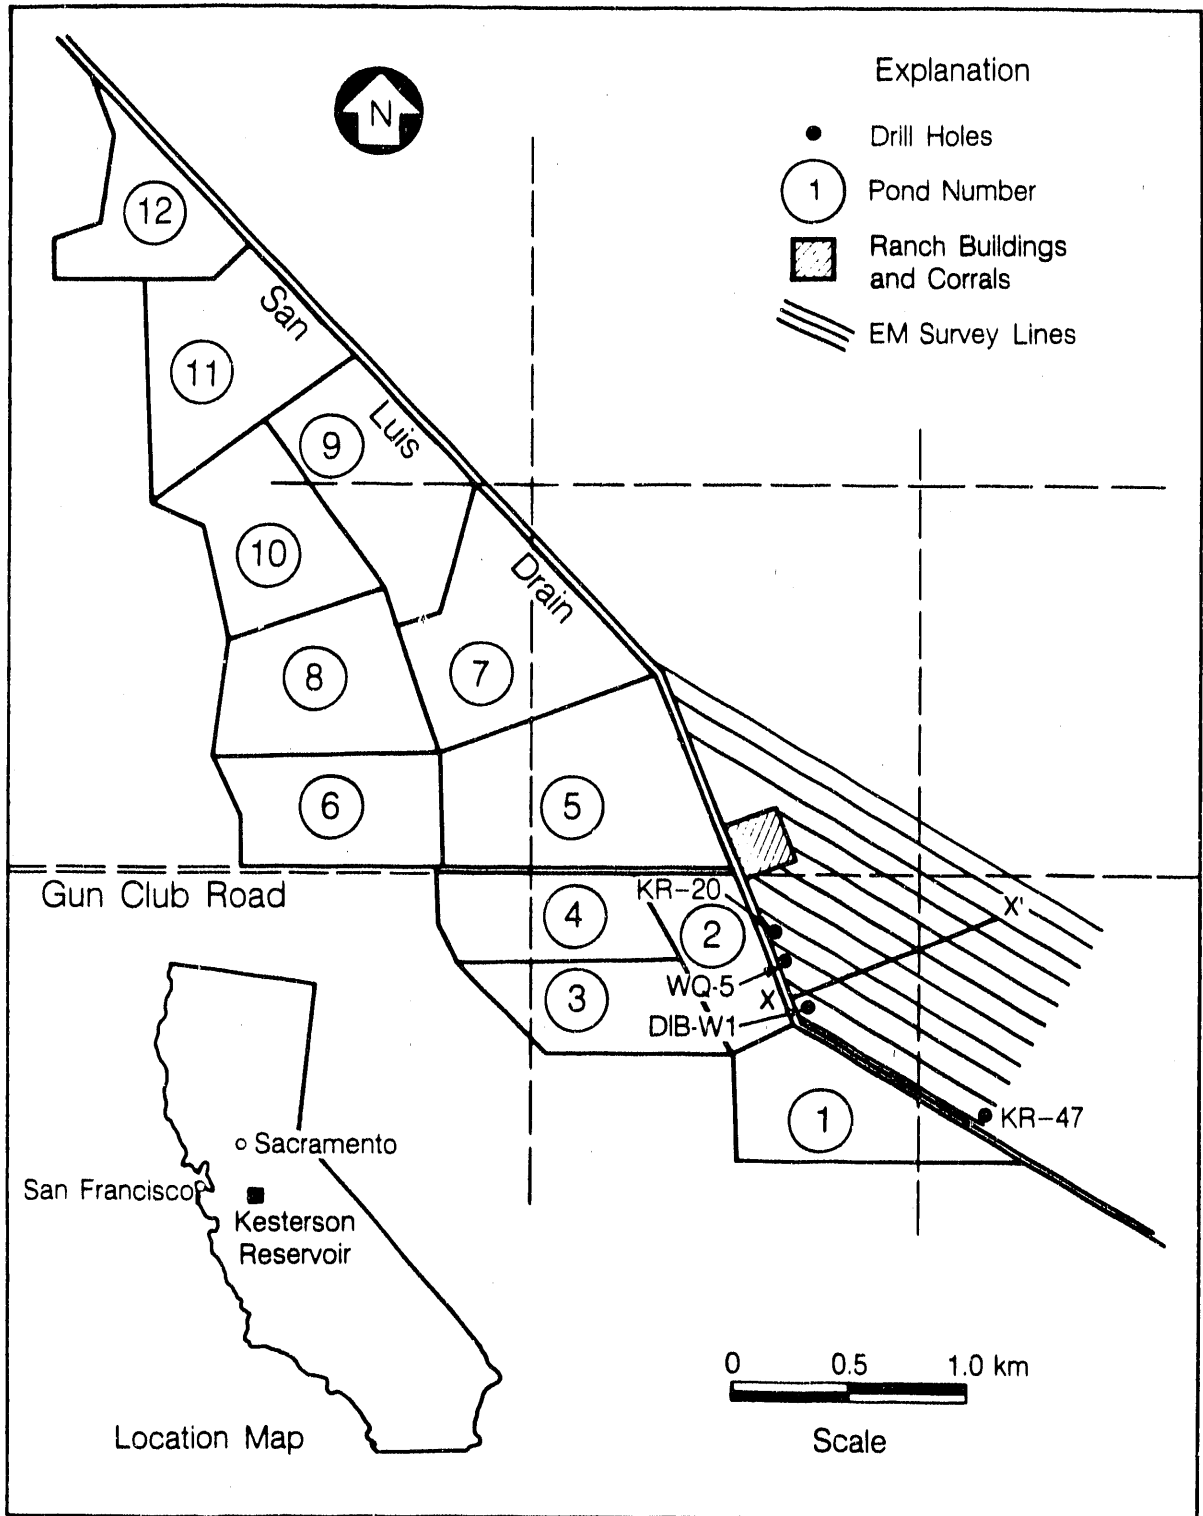 Explanation
N
Drill Holes
1 Pond Number
Ranch Buildings
and Corrals
EM Survey Lines
12
San
11
Luis
9
10
Drain
8
7
6
5
Gun Club Road
KR-20
X'
4
2
WQ-5
3
X
DIB-W1
1
KR-47
Sacramento
San Francisco
Kesterson
Reservoir
0 0.5 1.0 km
Scale
Location Map